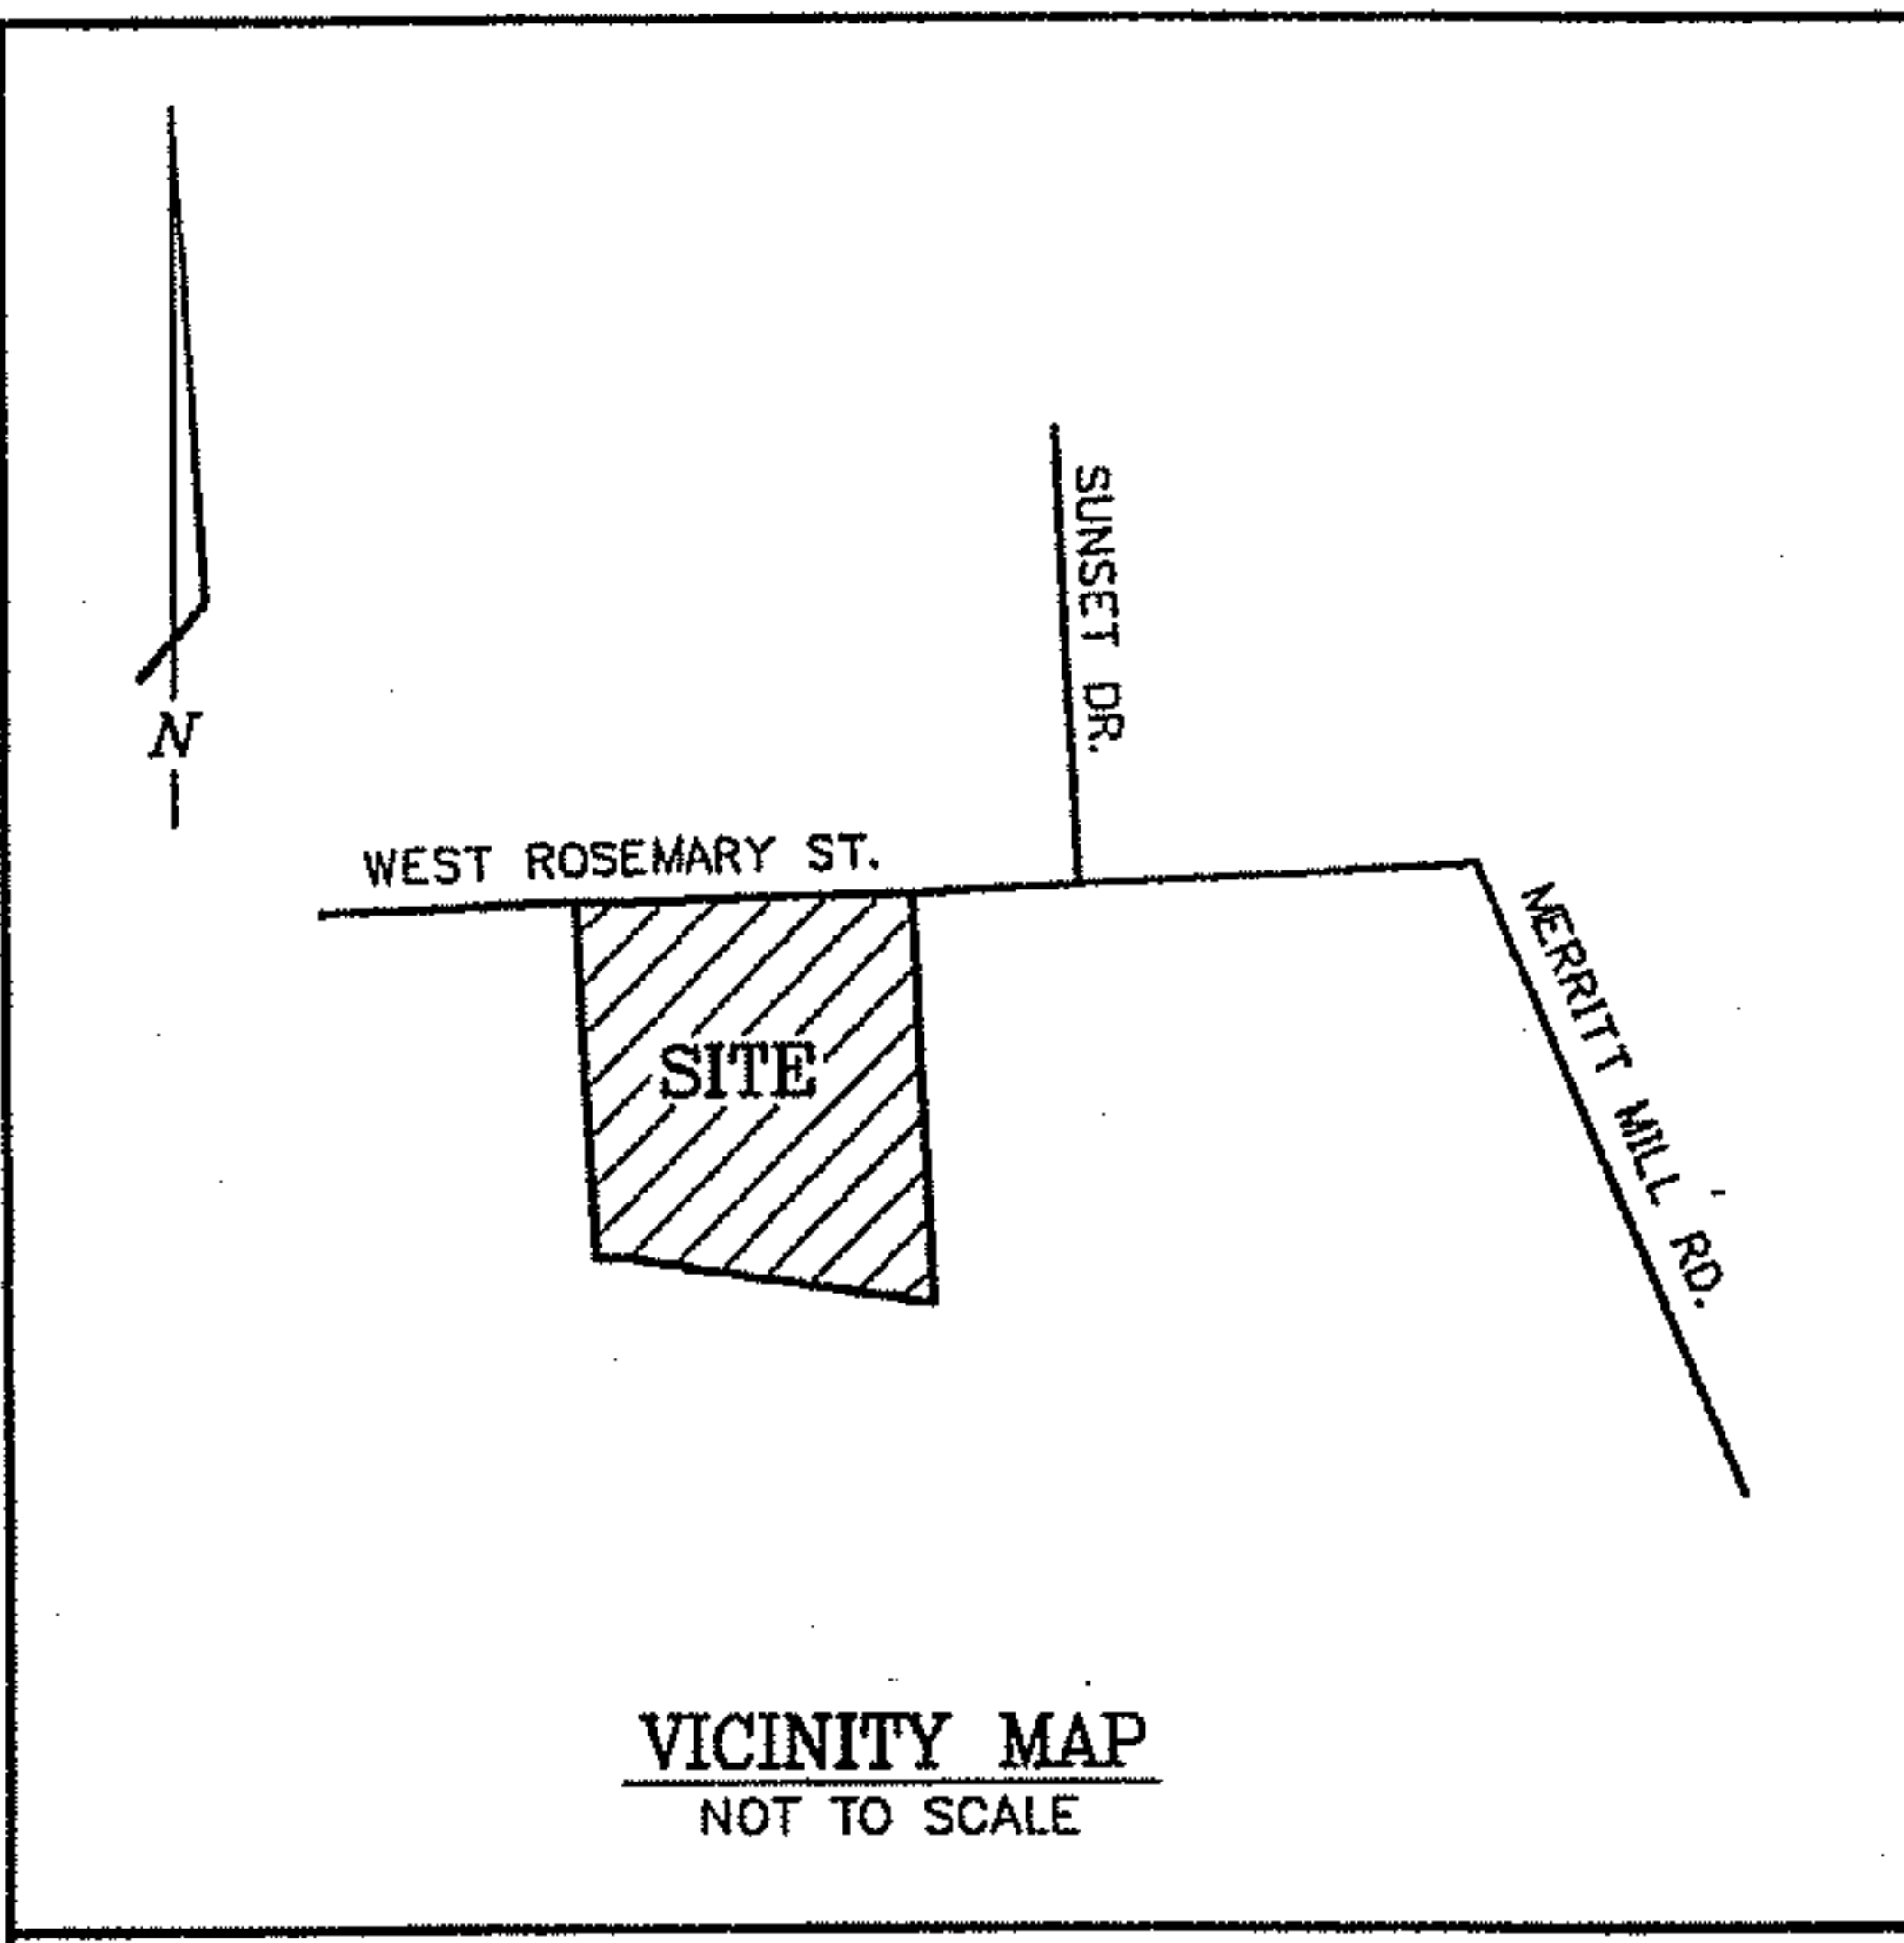 N
SUNSET DR.
WEST ROSEMARY ST.
MERRITT MILL RD.
SITE
VICINITY MAP
NOT TO SCALE